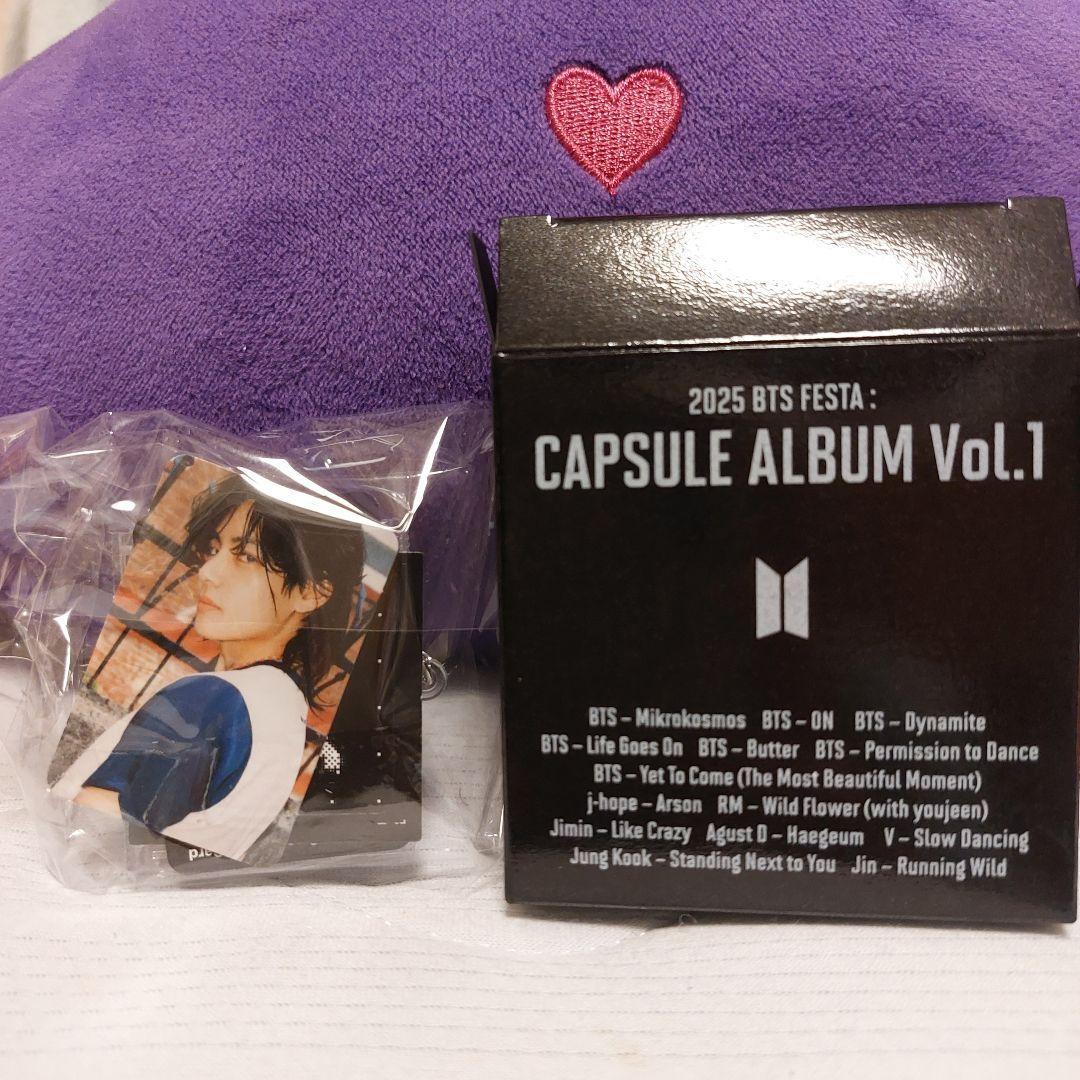 2025 BTS FESTA :
CAPSULE ALBUM Vol.1
BTS – Mikrokosmos BTS – ON BTS – Dynamite
BTS – Life Goes On BTS – Butter BTS – Permission to Dance
BTS – Yet To Come (The Most Beautiful Moment)
j-hope – Arson RM – Wild Flower (with youjeen)
Jimin – Like Crazy Agust D – Haegeum V – Slow Dancing
Jung Kook – Standing Next to You Jin – Running Wild